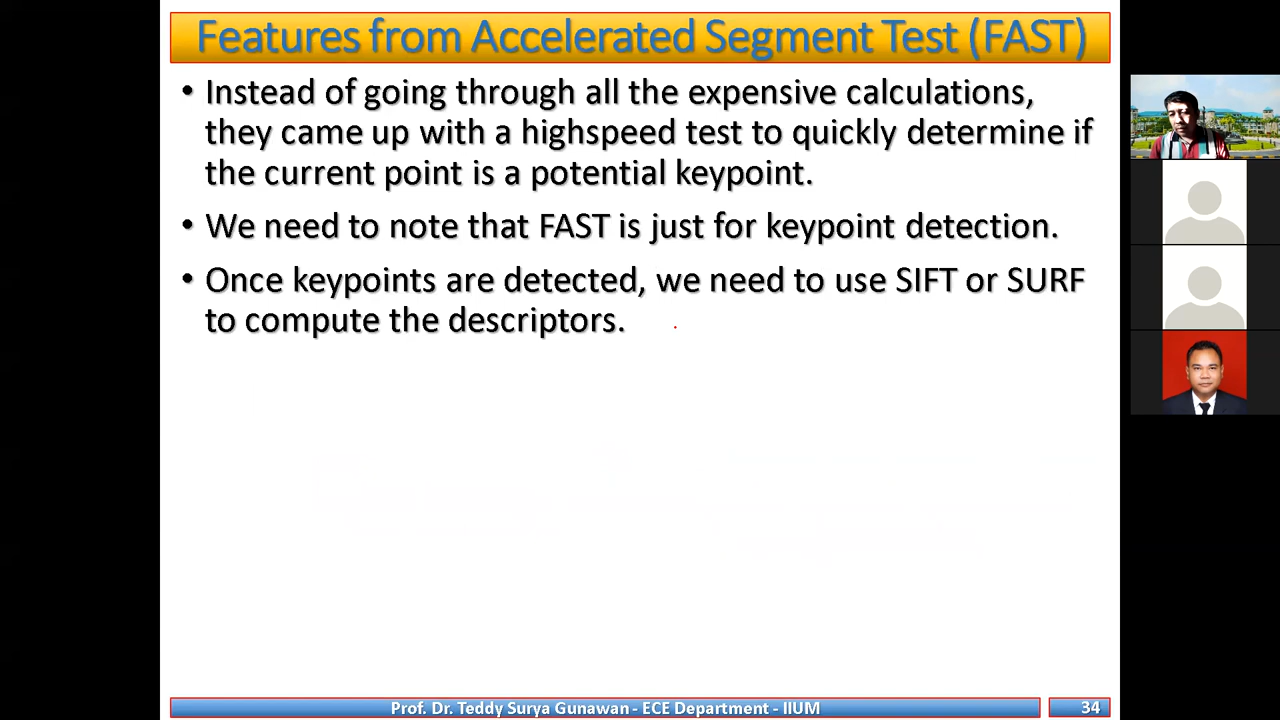 Features from Accelerated Segment Test (FAST)
• Instead of going through all the expensive calculations,
they came up with a highspeed test to quickly determine if
the current point is a potential keypoint.
• We need to note that FAST is just for keypoint detection.
• Once keypoints are detected, we need to use SIFT or SURF
to compute the descriptors.
Prof. Dr. Teddy Surya Gunawan - ECE Department - IIUM
34